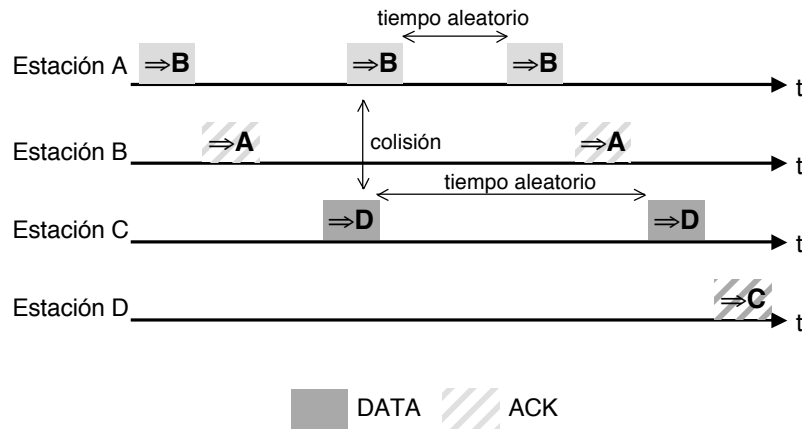 tiempo aleatorio
Estación A ⇒B ⇒B ⇒B t
Estación B ⇒A colisión ⇒A t
tiempo aleatorio
Estación C ⇒D ⇒D t
Estación D ⇒C t
DATA ACK